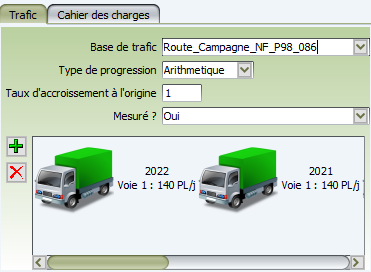 Trafic
Cahier des charges
Base de trafic Route_Campagne_NF_P98_086
Type de progression Arithmetique
Taux d'accroissement à l'origine 1
Mesuré ? Oui
2022
Voie 1 : 140 PL/j
2021
Voie 1 : 140 PL/j